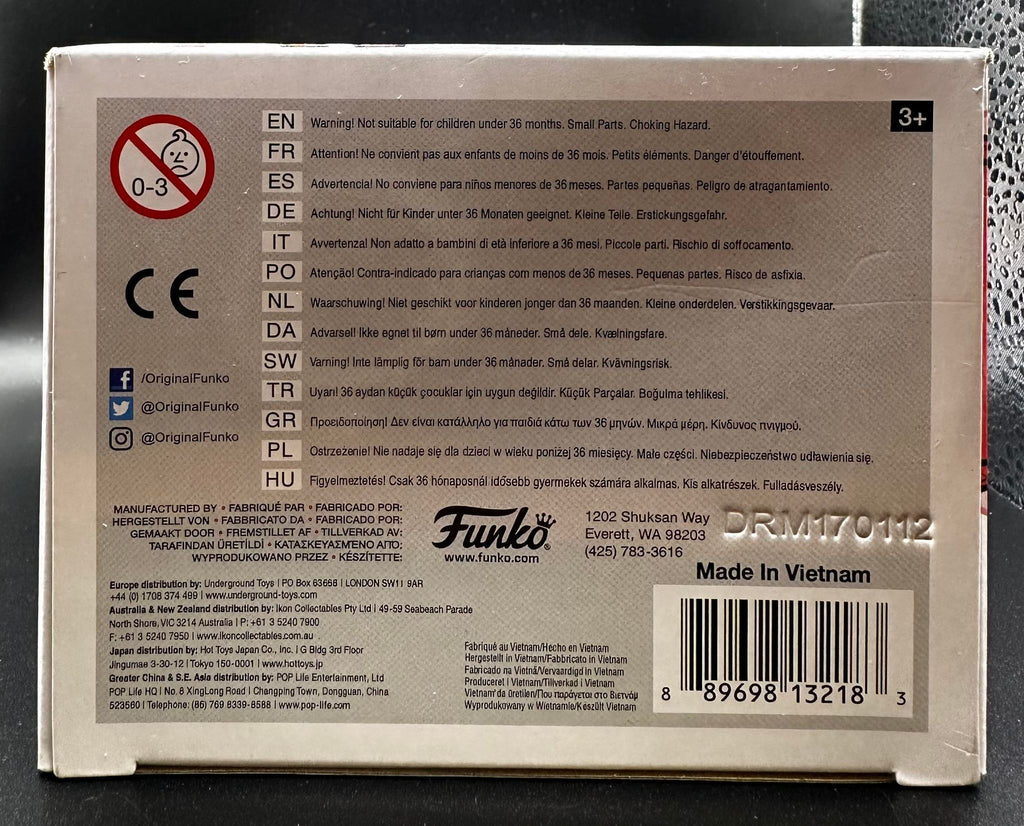 3+
0-3
EN Warning! Not suitable for children under 36 months. Small Parts. Choking Hazard.
FR Attention! Ne convient pas aux enfants de moins de 36 mois. Petits éléments. Danger d'étouffement.
ES Advertencia! No conviene para niños menores de 36 meses. Partes pequeñas. Peligro de atragantamiento.
DE Achtung! Nicht für Kinder unter 36 Monaten geeignet. Kleine Teile. Erstickungsgefahr.
IT Avvertenza! Non adatto a bambini di età inferiore a 36 mesi. Piccole parti. Rischio di soffocamento.
PO Atenção! Contra-indicado para crianças com menos de 36 meses. Pequenas partes. Risco de asfixia.
NL Waarschuwing! Niet geschikt voor kinderen jonger dan 36 maanden. Kleine onderdelen. Verstikkingsgevaar.
DA Advarsel! Ikke egnet til børn under 36 måneder. Små dele. Kvælningsfare.
SW Varning! Inte lämplig för barn under 36 månader. Små delar. Kvävningsrisk.
TR Uyarı! 36 aydan küçük çocuklar için uygun değildir. Küçük Parçalar. Boğulma tehlikesi.
GR Προειδοποίηση! Δεν είναι κατάλληλο για παιδιά κάτω των 36 μηνών. Μικρά μέρη. Κίνδυνος πνιγμού.
PL Ostrzeżenie! Nie nadaje się dla dzieci w wieku poniżej 36 miesięcy. Małe części. Niebezpieczeństwo udławienia się.
HU Figyelmeztetés! Csak 36 hónaposnál idősebb gyermekek számára alkalmas. Kis alkatrészek. Fulladásveszély.
CE
/OriginalFunko
@OriginalFunko
@OriginalFunko
MANUFACTURED BY • FABRIQUÉ PAR • FABRICADO POR:
HERGESTELLT VON • FABBRICATO DA • FABRICADO POR:
GEMAAKT DOOR • FREMSTILLET AF • TILLVERKAD AV:
TARAFINDAN ÜRETİLDİ • ΚΑΤΑΣΚΕΥΑΣΜΕΝΟ ΑΠΌ:
WYPRODUKOWANO PRZEZ • KÉSZÍTETTE:
Funko
www.funko.com
1202 Shuksan Way
Everett, WA 98203
(425) 783-3616
DRM170112
Made In Vietnam
Europe distribution by: Underground Toys | PO Box 63668 | LONDON SW11 9AR
+44 (0) 1708 374 499 | www.underground-toys.com
Australia & New Zealand distribution by: Ikon Collectables Pty Ltd | 49-59 Seabeach Parade
North Shore, VIC 3214 Australia | P: +61 3 5240 7900
F: +61 3 5240 7950 | www.ikoncollectables.com.au
Japan distribution by: Hot Toys Japan Co., Inc. | G Bldg 3rd Floor
Jingumae 3-30-12 | Tokyo 150-0001 | www.hottoys.jp
Greater China & S.E. Asia distribution by: POP Life Entertainment, Ltd
POP Life HQ | No. 8 XingLong Road | Changping Town, Dongguan, China
523560 | Telephone: (86) 769 8339-8588 | www.pop-life.com
Fabriqué au Vietnam/Hecho en Vietnam
Hergestellt in Vietnam/Fabbricato in Vietnam
Fabricado na Vietnã/Vervaardigd in Vietnam
Produceret i Vietnam/Tillverkad i Vietnam
Vietnam'da üretilen/Που παράγεται στο Βιετνάμ
Wyprodukowany w Wietnamie/Készült Vietnam
8 89698 13218 3